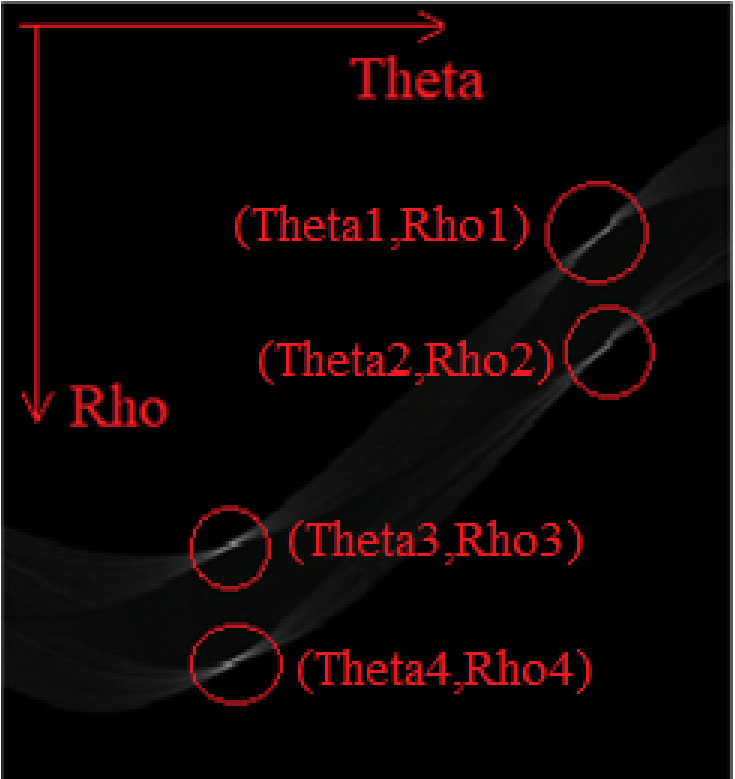 Theta
(Theta1,Rho1)
(Theta2,Rho2)
Rho
(Theta3,Rho3)
(Theta4,Rho4)